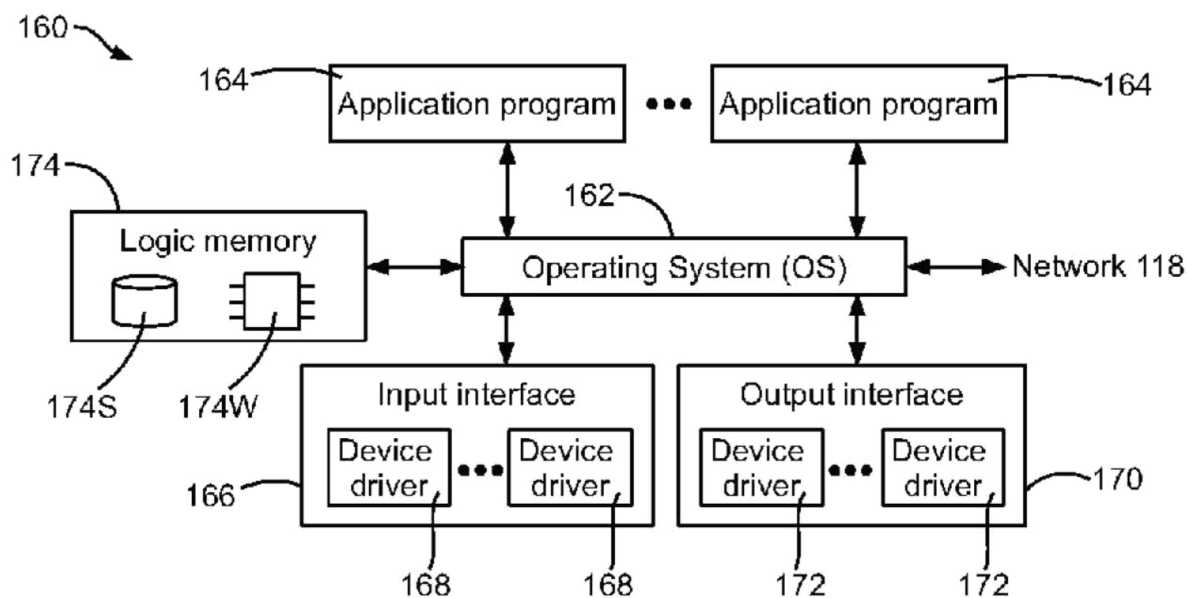 160
164
Application program
Application program
164
174
Logic memory
162
Operating System (OS)
Network 118
174S
174W
Input interface
Output interface
Device
driver
Device
driver
Device
driver
Device
driver
166
170
168
168
172
172